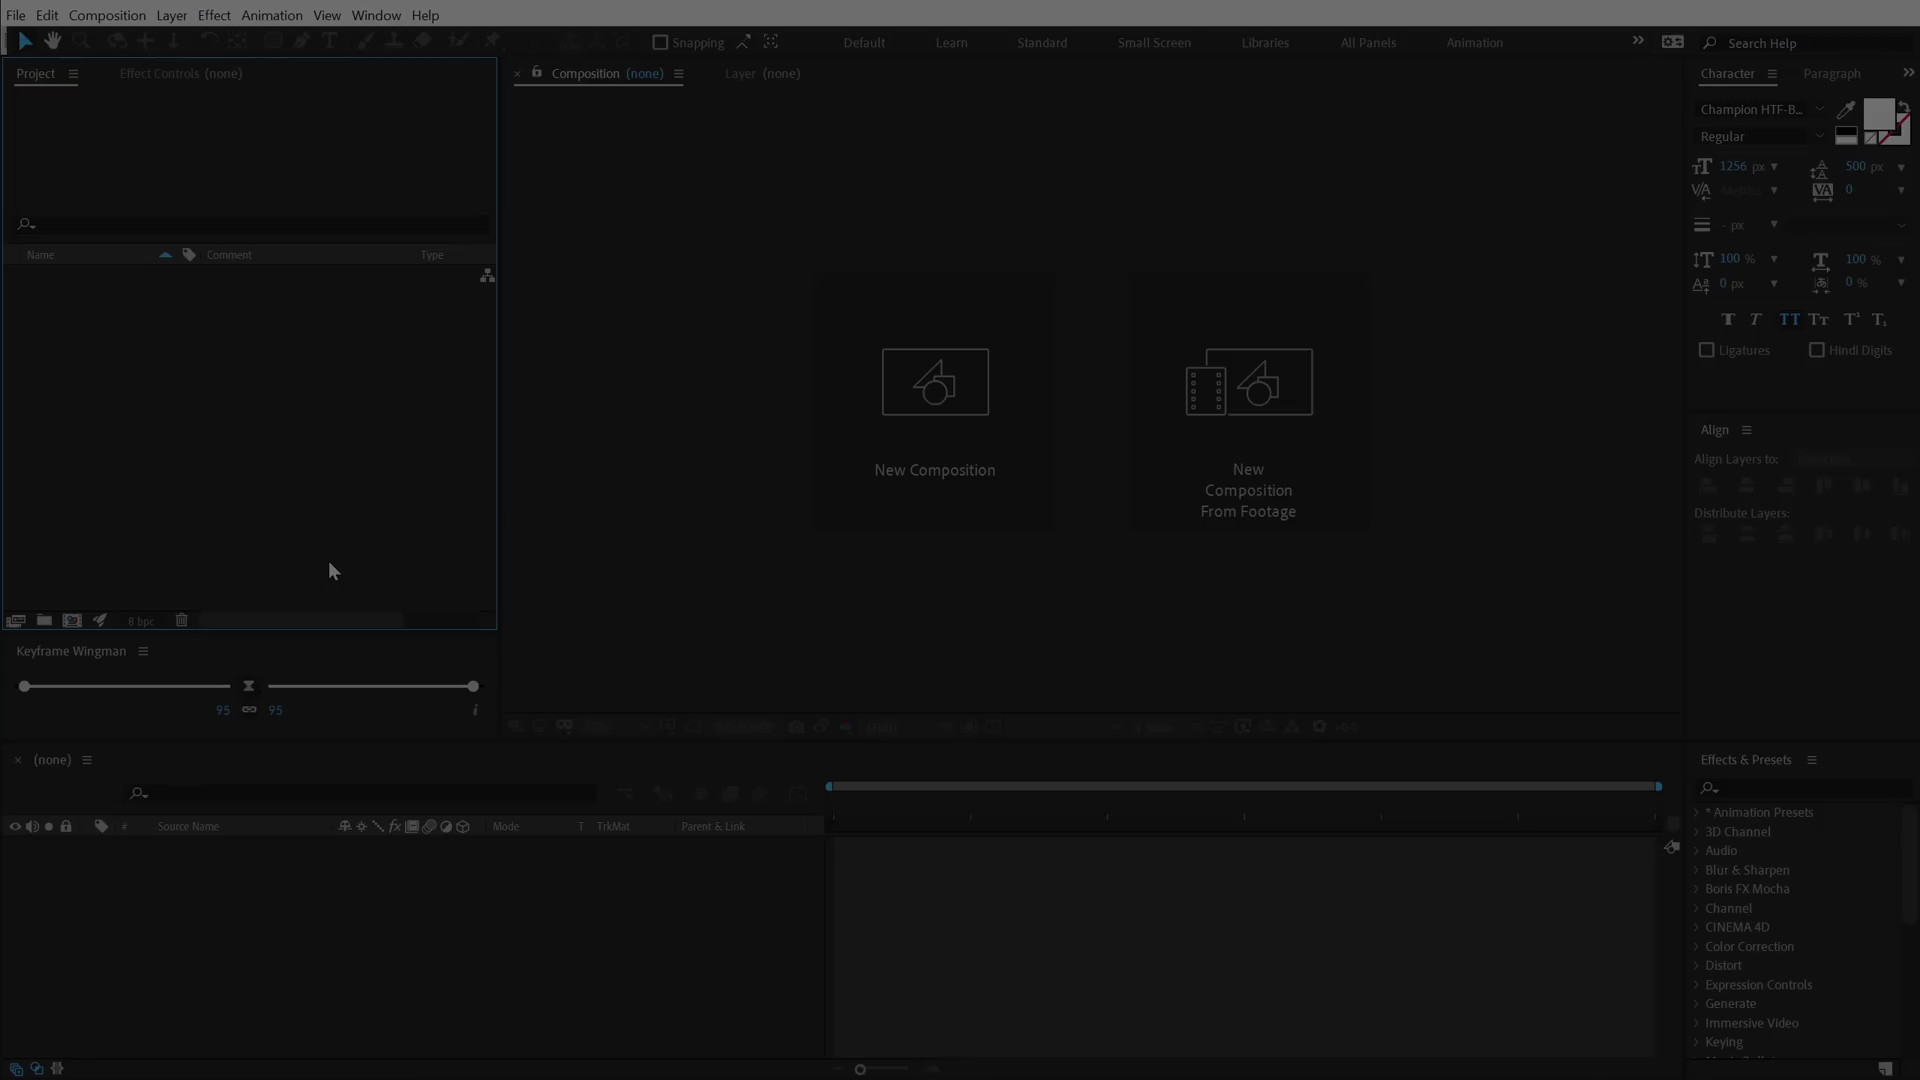 File Edit Composition Layer Effect Animation View Window Help
Snapping Default Learn Standard Small Screen Libraries All Panels Animation Search Help
Project Effect Controls (none)
Composition (none) Layer (none)
Character Paragraph
Champion HTF-B...
Regular
1256 px 500 px
0
- px
100 % 100 %
0 px 0 %
Ligatures Hindi Digits
Name Comment Type
New Composition
New
Composition
From Footage
Align
Align Layers to:
Distribute Layers:
8 bpc
Keyframe Wingman
95 95
(none)
# Source Name Mode T TrkMat Parent & Link
Effects & Presets
* Animation Presets
3D Channel
Audio
Blur & Sharpen
Boris FX Mocha
Channel
CINEMA 4D
Color Correction
Distort
Expression Controls
Generate
Immersive Video
Keying